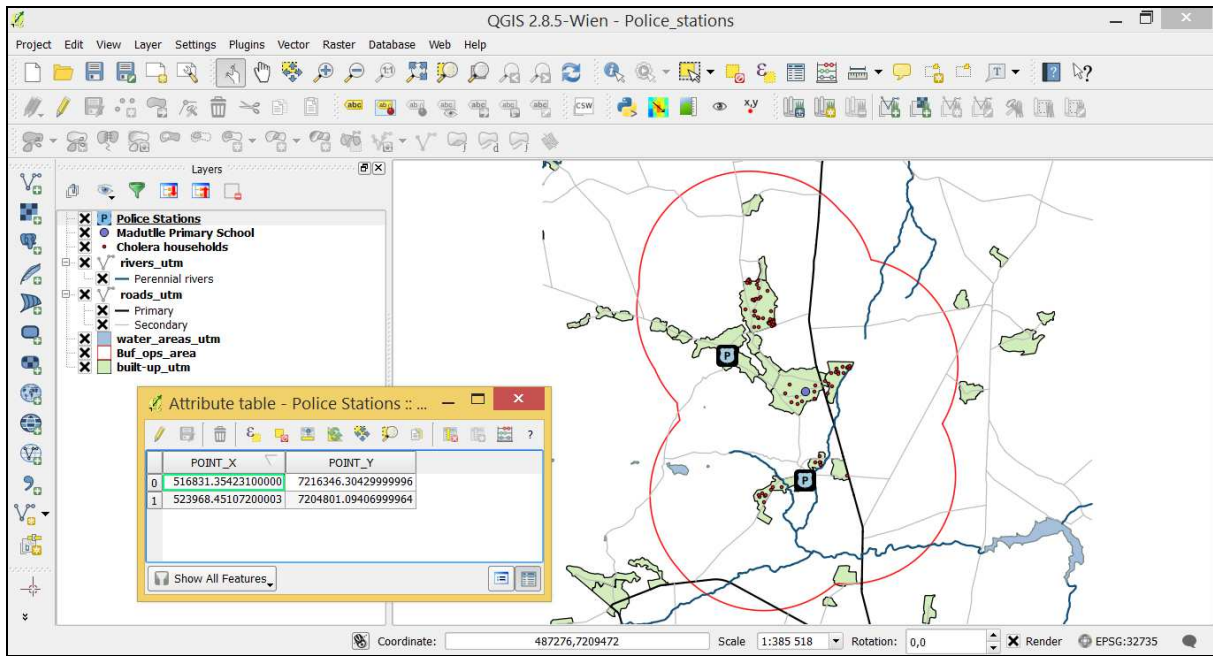 QGIS 2.8.5-Wien - Police_stations
Project Edit View Layer Settings Plugins Vector Raster Database Web Help
CSW
x,y
Layers
Police Stations
Madutlle Primary School
Cholera households
rivers_utm
Perennial rivers
roads_utm
Primary
Secondary
water_areas_utm
Buf_ops_area
built-up_utm
P
P
Attribute table - Police Stations :: ...
POINT_X POINT_Y
0 516831.35423100000 7216346.30429999996
1 523968.45107200003 7204801.09406999964
Show All Features
Coordinate: 487276,7209472 Scale 1:385 518 Rotation: 0,0 Render EPSG:32735